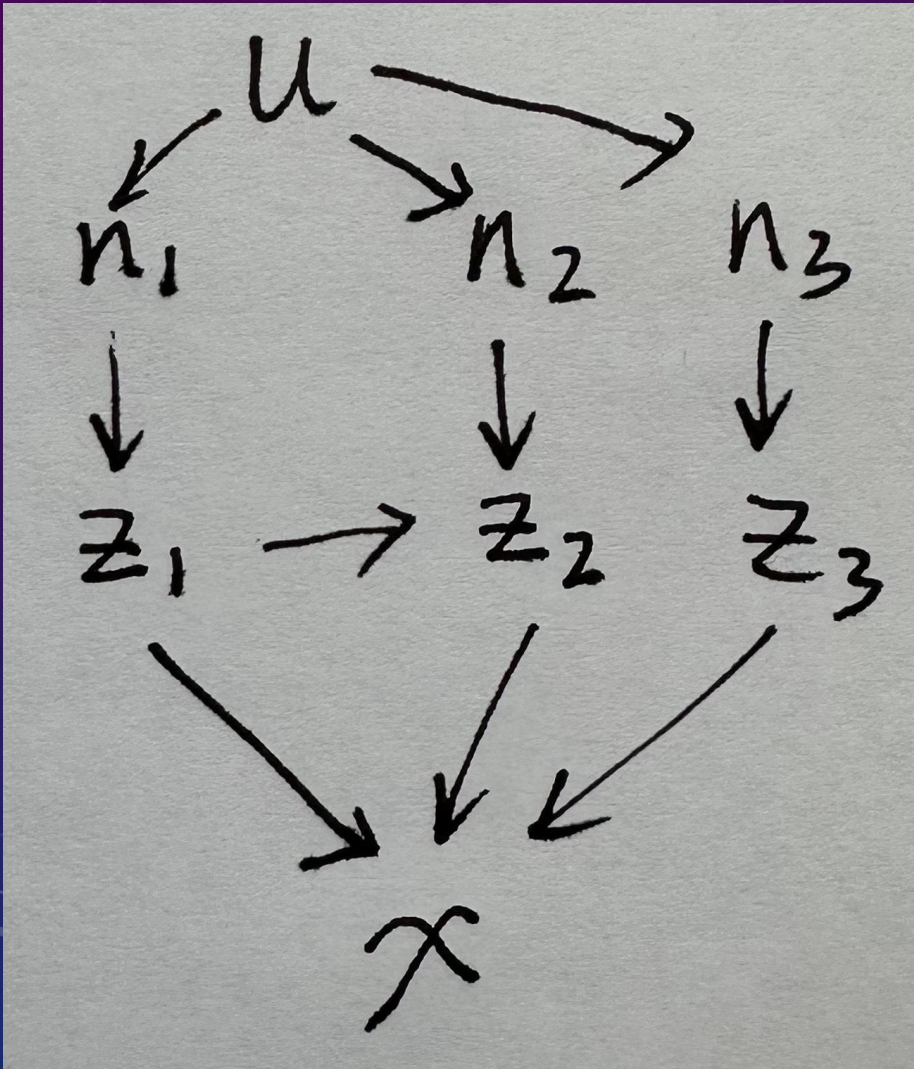 u
n₁ n₂ n₃
z₁ z₂ z₃
x